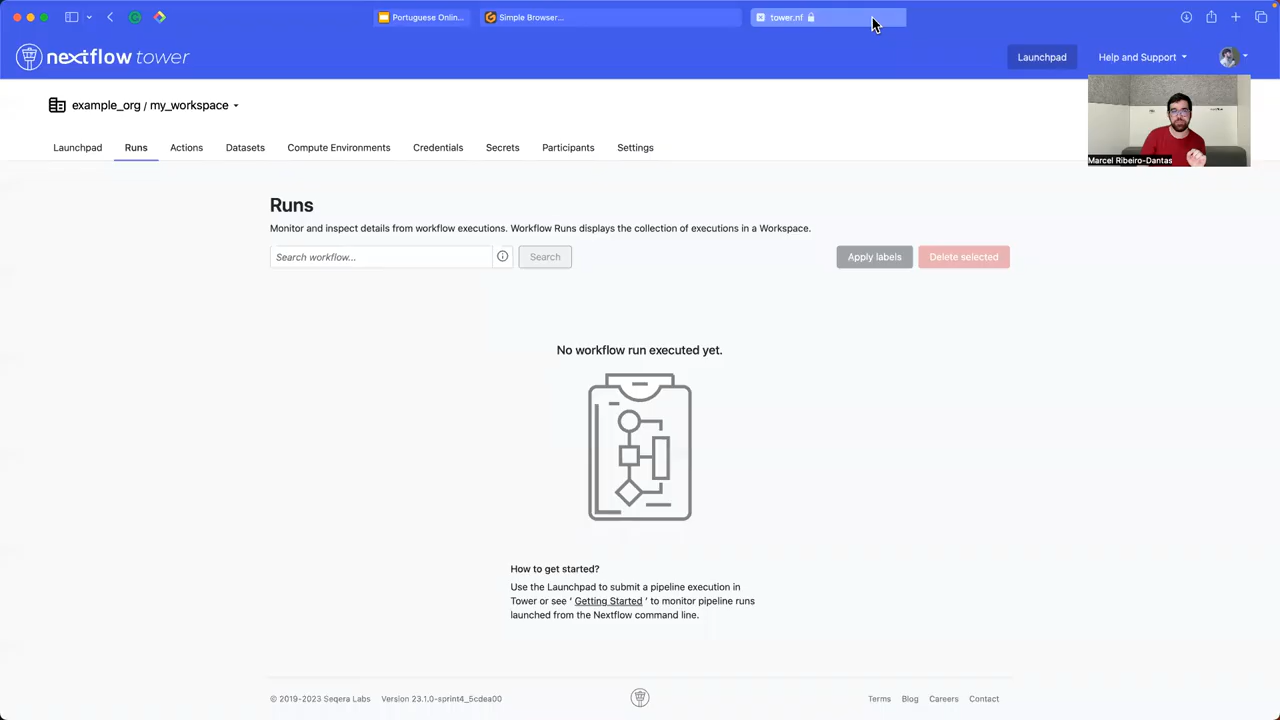 Portuguese Onlin...
Simple Browser...
tower.nf
nextflow tower
Launchpad
Help and Support
example_org / my_workspace
Marcel Ribeiro-Dantas
Launchpad
Runs
Actions
Datasets
Compute Environments
Credentials
Secrets
Participants
Settings
Runs
Monitor and inspect details from workflow executions. Workflow Runs displays the collection of executions in a Workspace.
Search workflow...
Search
Apply labels
Delete selected
No workflow run executed yet.
How to get started?
Use the Launchpad to submit a pipeline execution in
Tower or see ‘ Getting Started ’ to monitor pipeline runs
launched from the Nextflow command line.
© 2019-2023 Seqera Labs
Version 23.1.0-sprint4_5cdea00
Terms
Blog
Careers
Contact